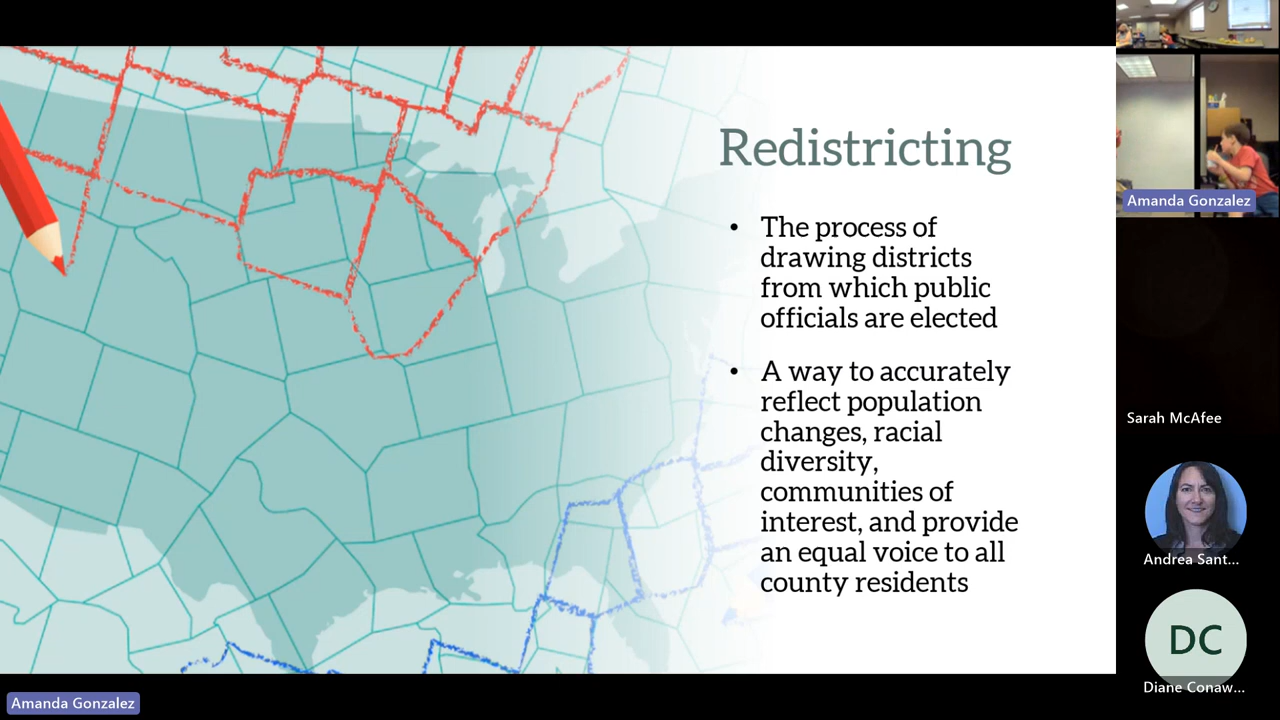 Redistricting
• The process of
drawing districts
from which public
officials are elected
• A way to accurately
reflect population
changes, racial
diversity,
communities of
interest, and provide
an equal voice to all
county residents
Amanda Gonzalez
Sarah McAfee
Andrea Sant...
DC
Diane Conaw...
Amanda Gonzalez